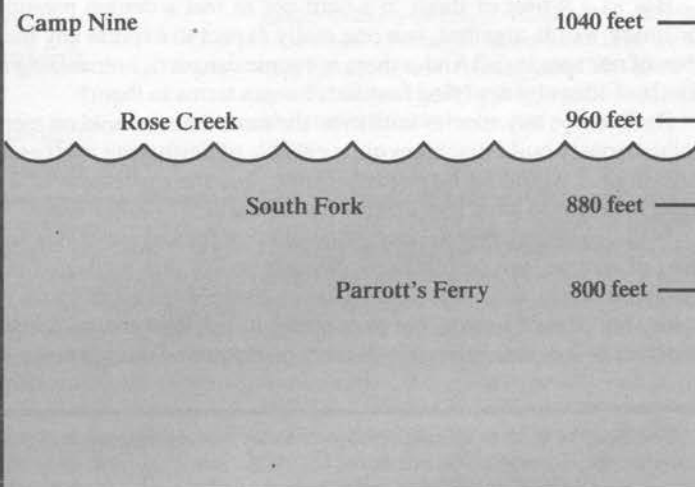 Camp Nine 1040 feet
Rose Creek 960 feet
South Fork 880 feet
Parrott's Ferry 800 feet